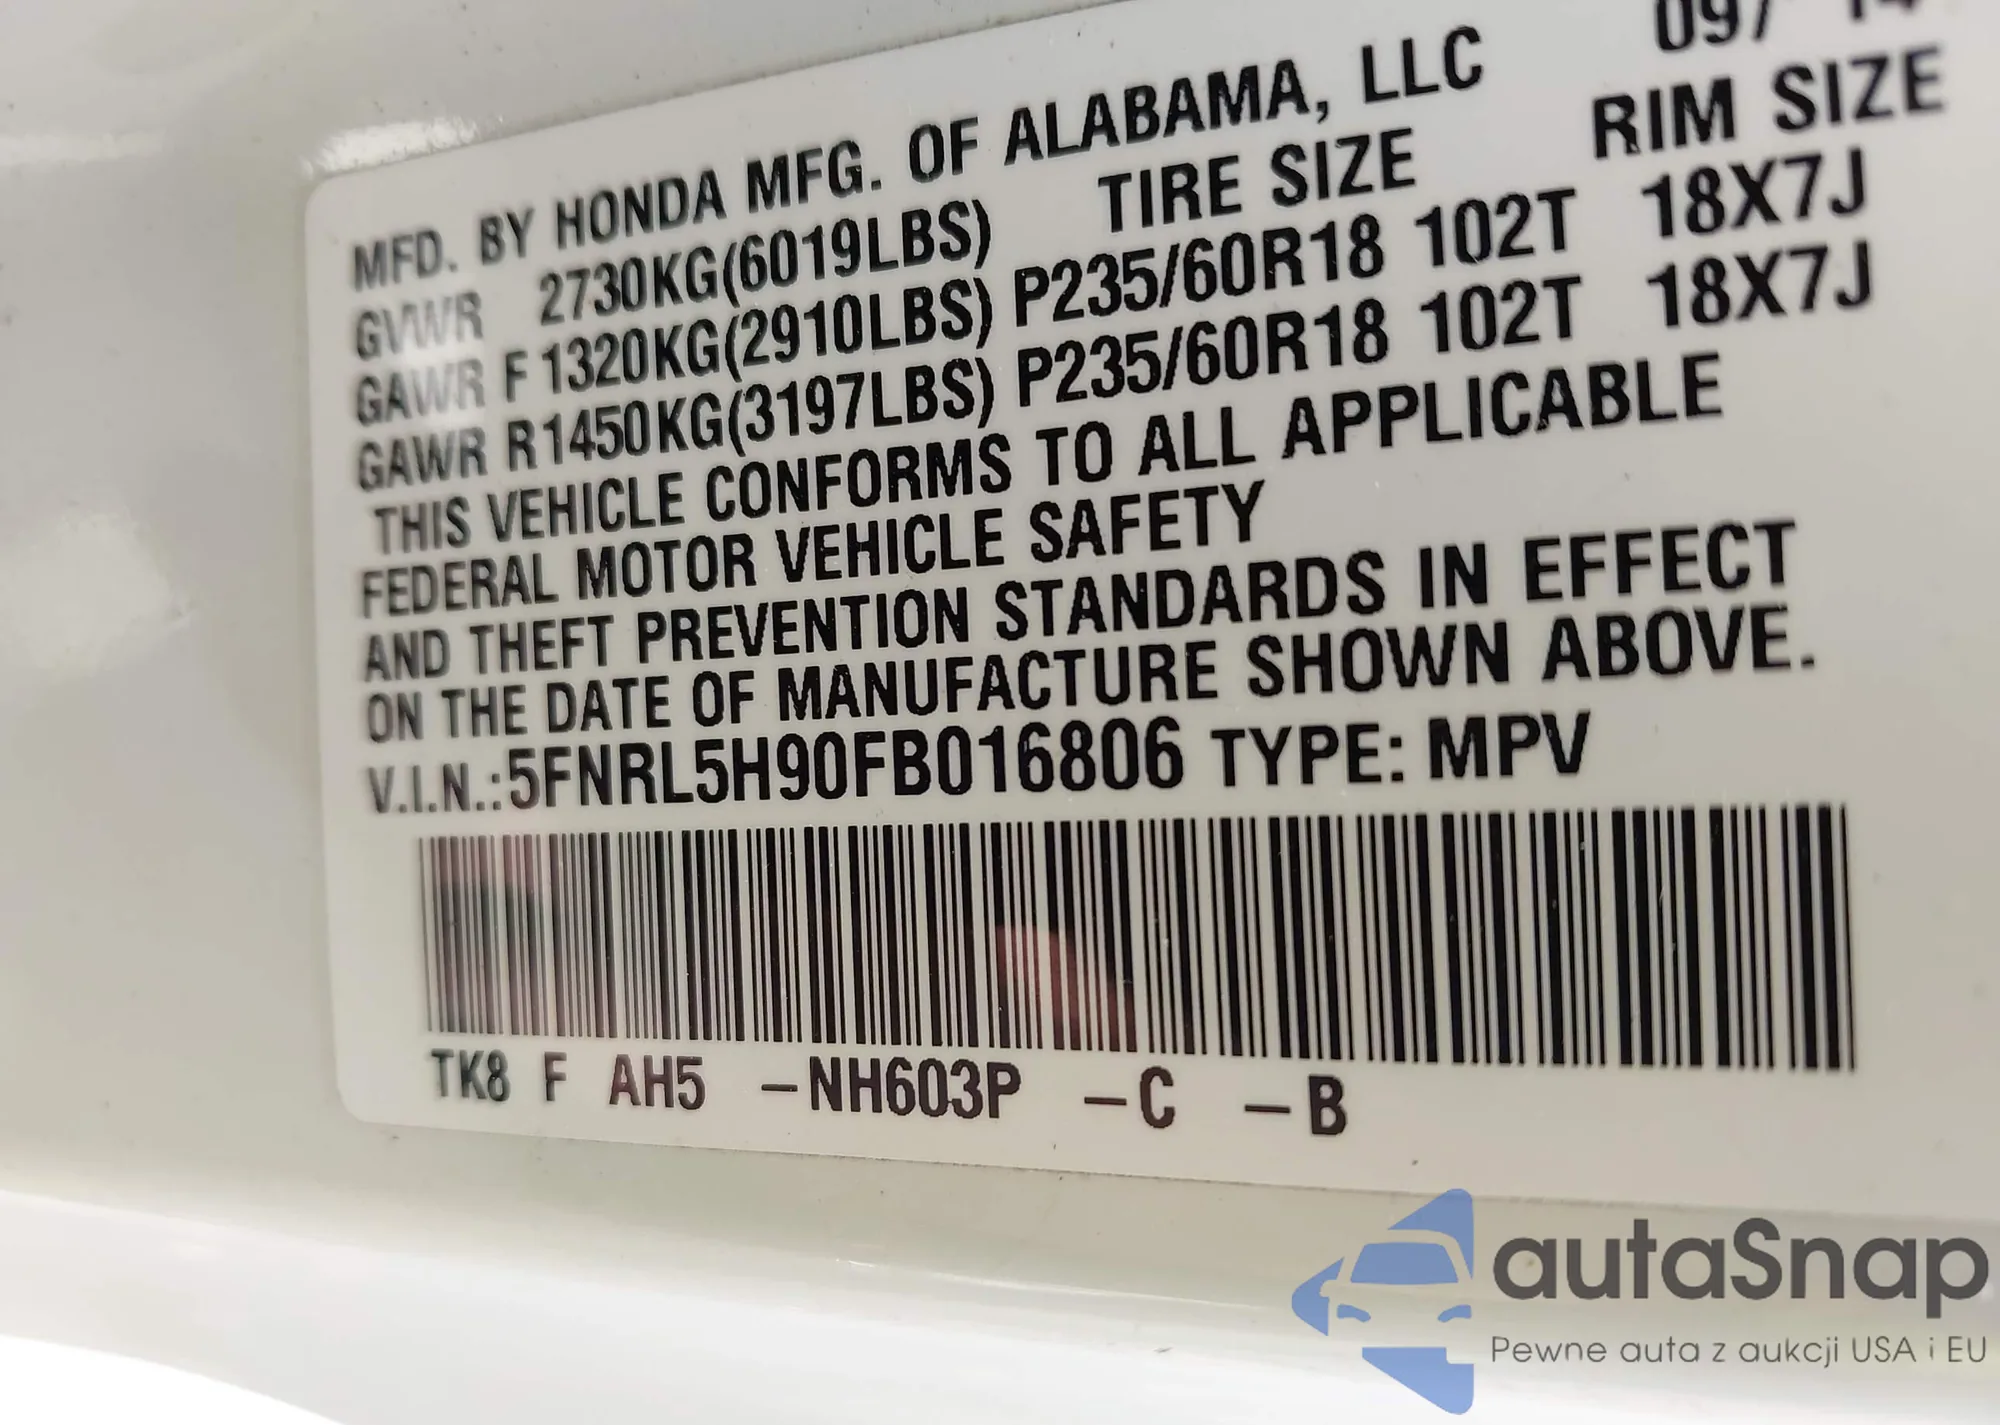 09/ 14
MFD. BY HONDA MFG. OF ALABAMA, LLC
GVWR 2730KG(6019LBS) TIRE SIZE RIM SIZE
GAWR F 1320KG(2910LBS) P235/60R18 102T 18X7J
GAWR R1450KG(3197LBS) P235/60R18 102T 18X7J
THIS VEHICLE CONFORMS TO ALL APPLICABLE
FEDERAL MOTOR VEHICLE SAFETY
AND THEFT PREVENTION STANDARDS IN EFFECT
ON THE DATE OF MANUFACTURE SHOWN ABOVE.
V.I.N.:5FNRL5H90FB016806 TYPE: MPV
TK8 F AH5 –NH603P –C –B
autaSnap
Pewne auta z aukcji USA i EU